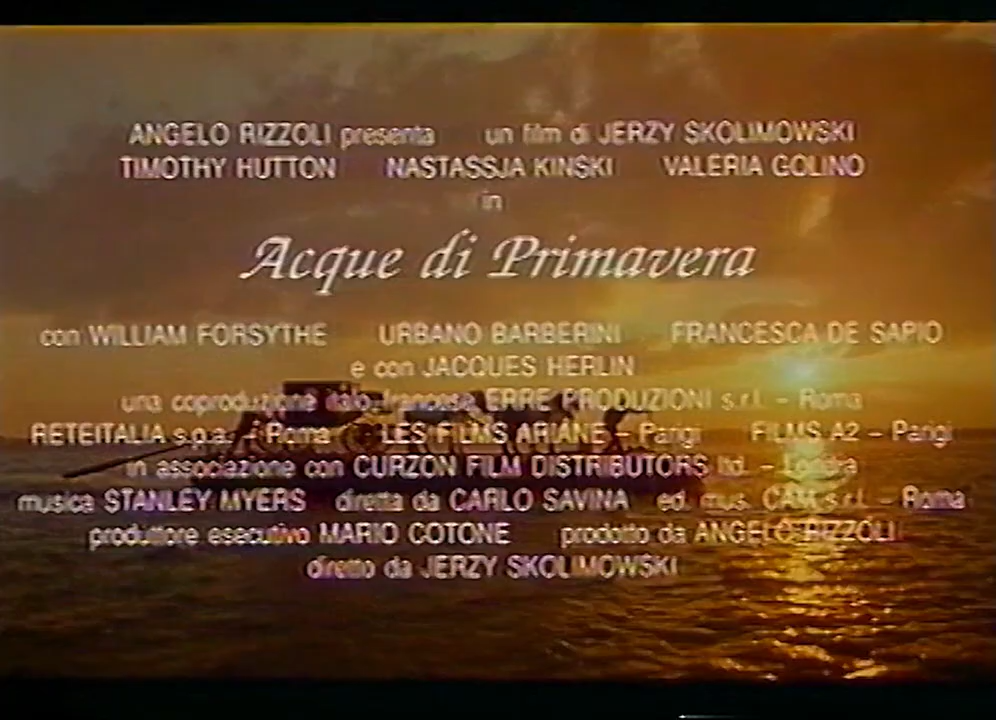 ANGELO RIZZOLI presenta un film di JERZY SKOLIMOWSKI
TIMOTHY HUTTON NASTASSJA KINSKI VALERIA GOLINO
in
Acque di Primavera
con WILLIAM FORSYTHE URBANO BARBERINI FRANCESCA DE SAPIO
e con JACQUES HERLIN
una coproduzione italo-francese ERRE PRODUZIONI s.r.l. – Roma
RETEITALIA s.p.a. – Roma LES FILMS ARIANE – Parigi FILMS A2 – Parigi
in associazione con CURZON FILM DISTRIBUTORS ltd. – Londra
musica STANLEY MYERS diretta da CARLO SAVINA ed. mus. CAM s.r.l. – Roma
produttore esecutivo MARIO COTONE prodotto da ANGELO RIZZOLI
diretto da JERZY SKOLIMOWSKI